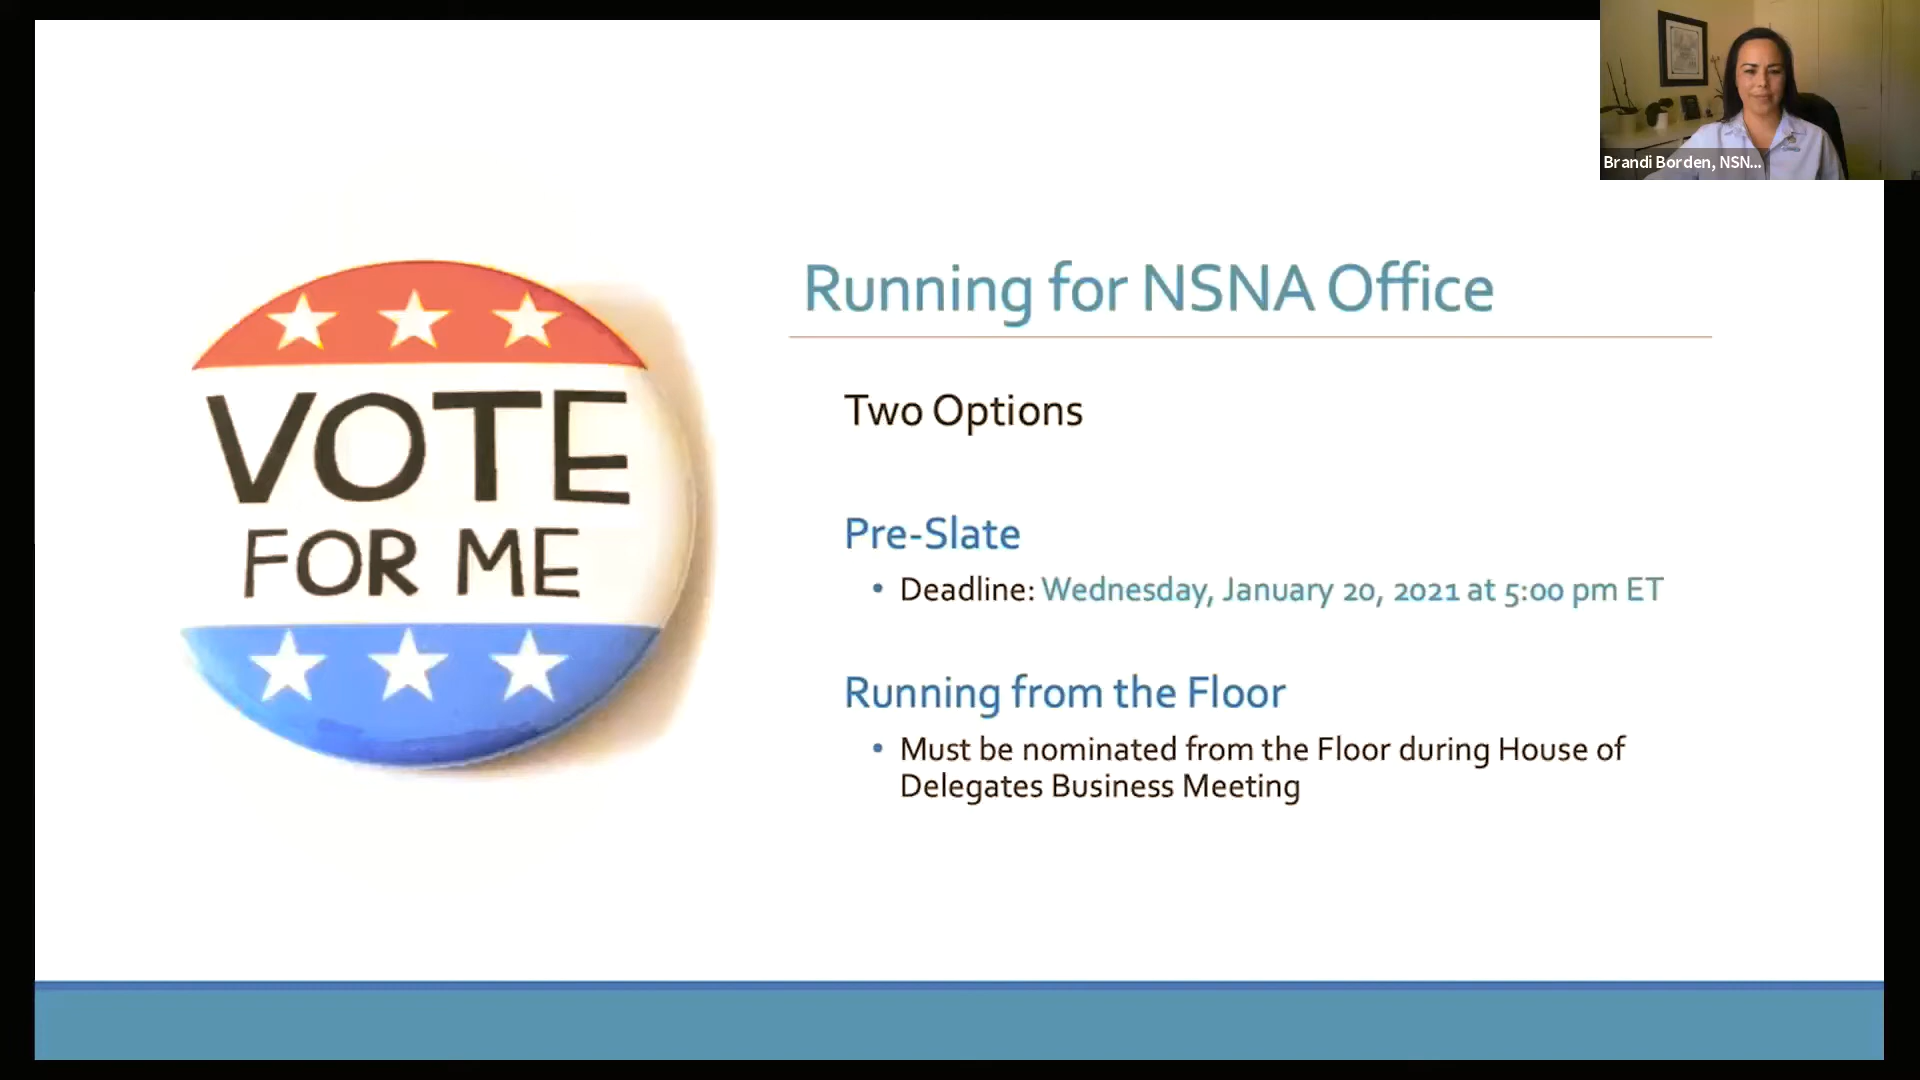 Brandi Borden, NSN...
Running for NSNA Office
VOTE
FOR ME
Two Options
Pre-Slate
• Deadline: Wednesday, January 20, 2021 at 5:00 pm ET
Running from the Floor
• Must be nominated from the Floor during House of
Delegates Business Meeting